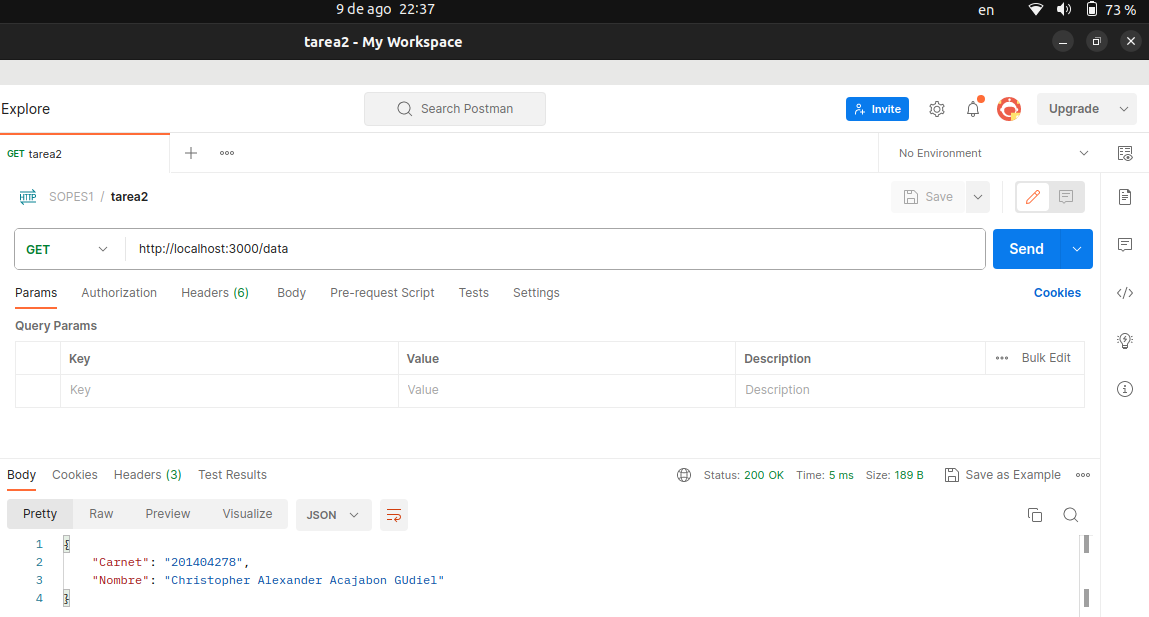 9 de ago 22:37
en
73 %
tarea2 - My Workspace
Explore
Search Postman
Invite
Upgrade
GET tarea2
No Environment
HTTP
SOPES1 / tarea2
Save
GET
http://localhost:3000/data
Send
Params Authorization Headers (6) Body Pre-request Script Tests Settings
Cookies
Query Params
Key Value Description
Bulk Edit
Key Value Description
Body Cookies Headers (3) Test Results
Status: 200 OK Time: 5 ms Size: 189 B
Save as Example
Pretty Raw Preview Visualize
JSON
1 {
2 "Carnet": "201404278",
3 "Nombre": "Christopher Alexander Acajabon GUdiel"
4 }